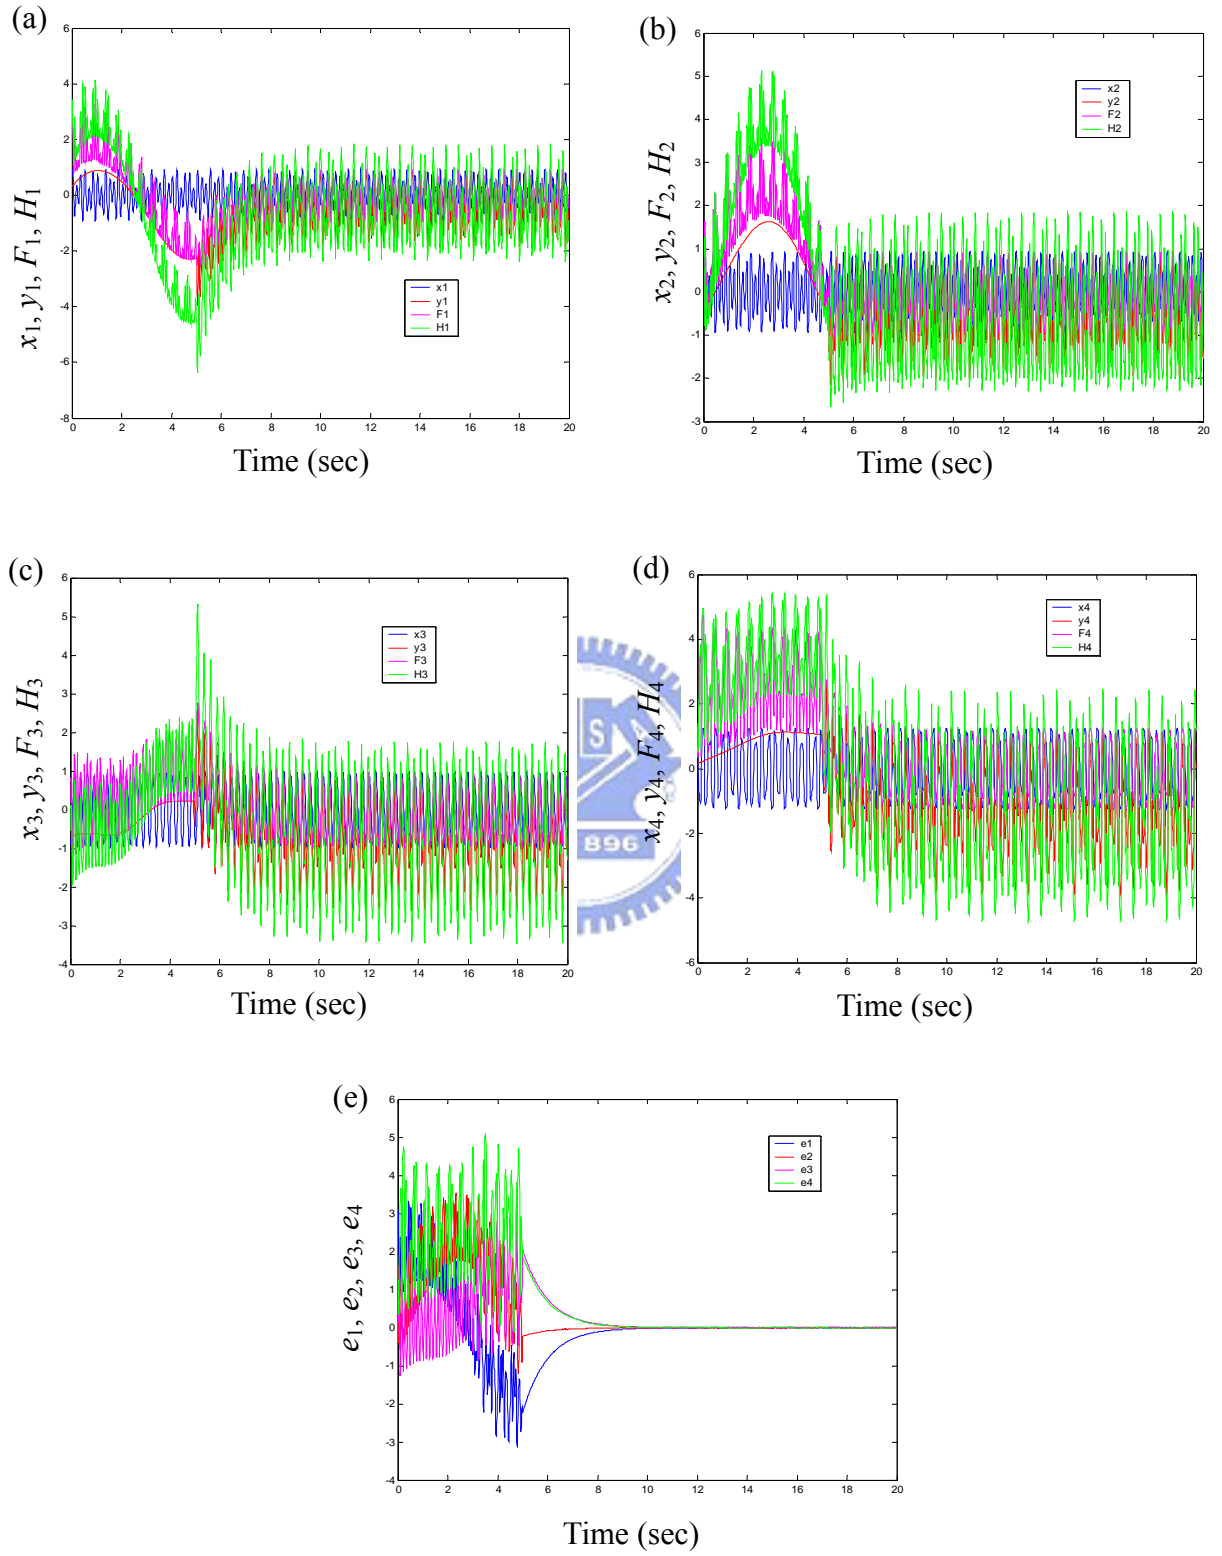 (a)
x1, y1, F1, H1
6
4
2
0
-2
-4
-6
-8
x1
y1
F1
H1
0 2 4 6 8 10 12 14 16 18 20
Time (sec)
(b)
x2, y2, F2, H2
6
5
4
3
2
1
0
-1
-2
-3
x2
y2
F2
H2
0 2 4 6 8 10 12 14 16 18 20
Time (sec)
(c)
x3, y3, F3, H3
6
5
4
3
2
1
0
-1
-2
-3
-4
x3
y3
F3
H3
0 2 4 6 8 10 12 14 16 18 20
Time (sec)
(d)
x4, y4, F4, H4
6
4
2
0
-2
-4
-6
x4
y4
F4
H4
0 2 4 6 8 10 12 14 16 18 20
Time (sec)
S
896
(e)
e1, e2, e3, e4
6
5
4
3
2
1
0
-1
-2
-3
-4
e1
e2
e3
e4
0 2 4 6 8 10 12 14 16 18 20
Time (sec)